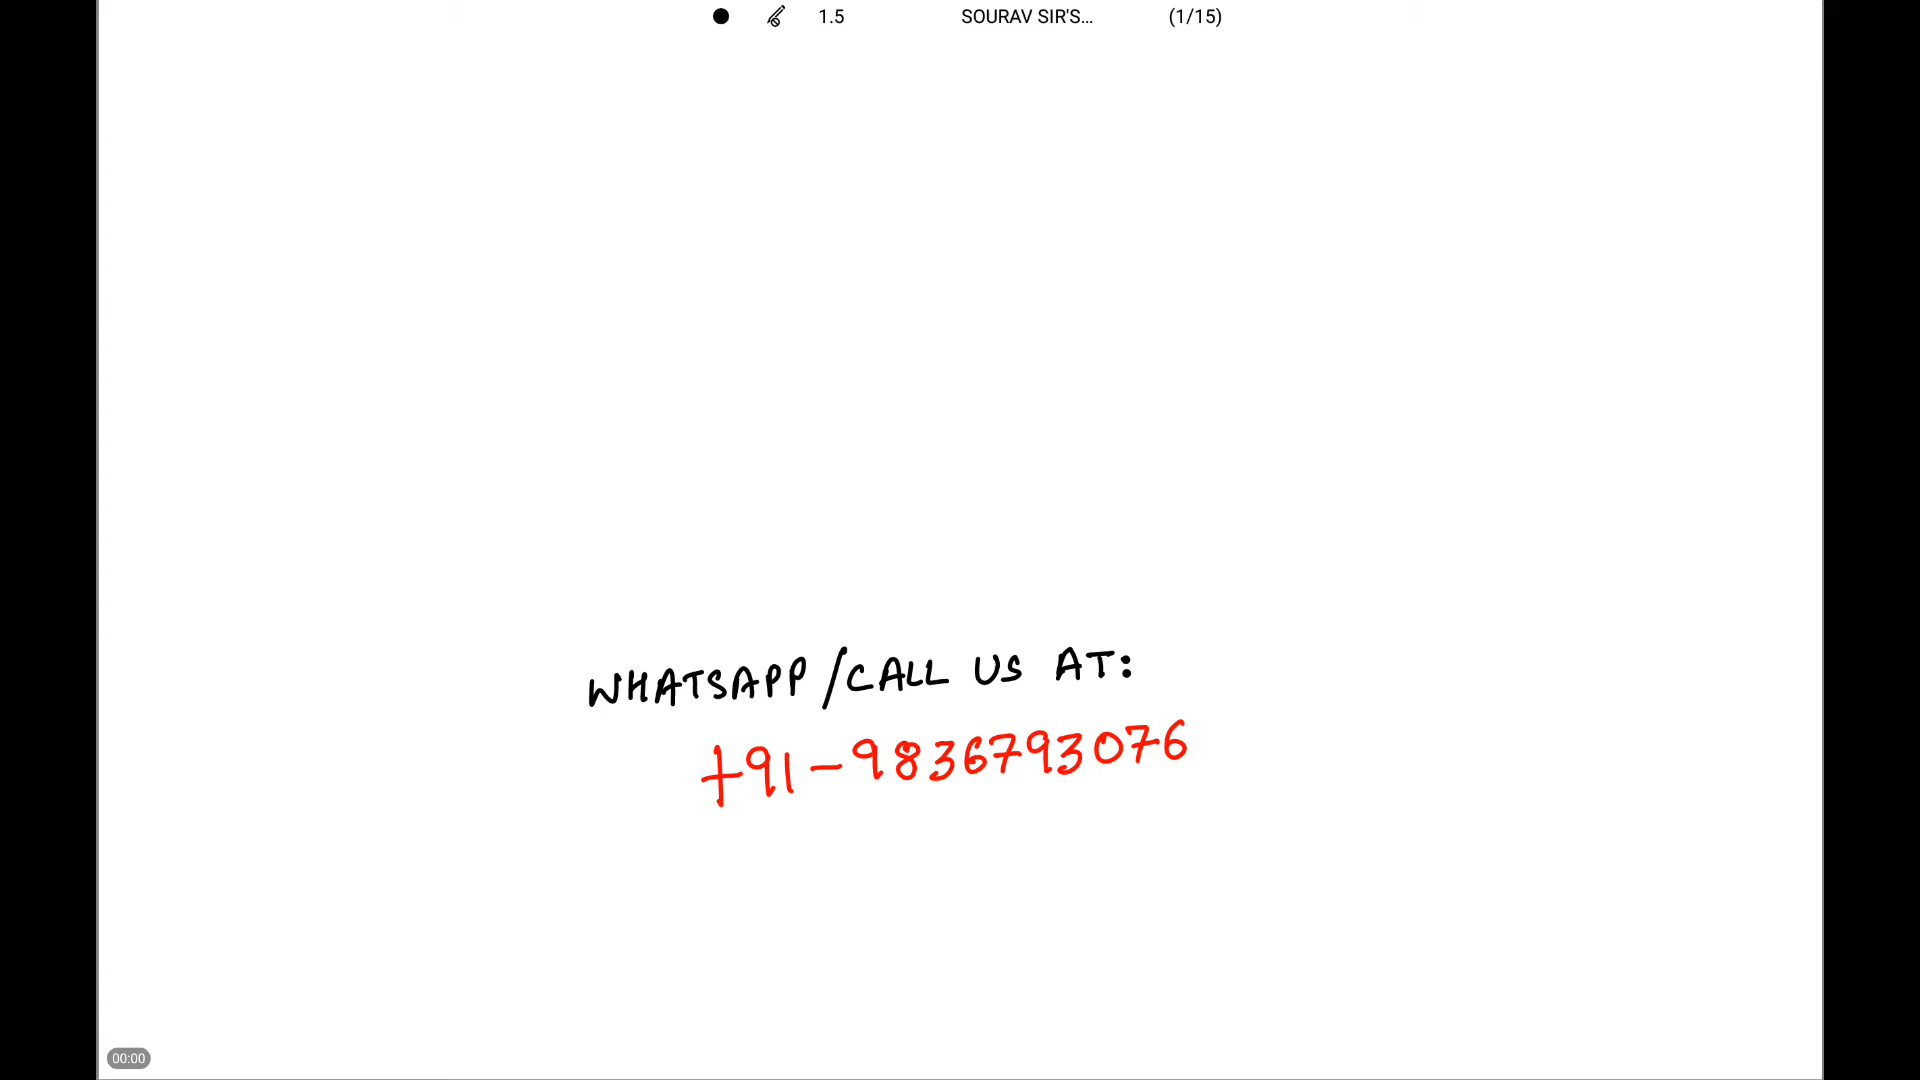 1.5 SOURAV SIR'S... (1/15)
WHATSAPP/CALL US AT:
+91-9836793076
00:00